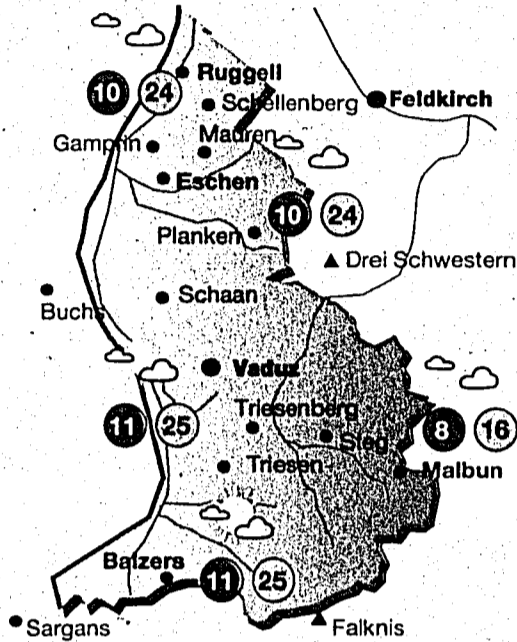 Ruggell
10 24
Schellenberg
Feldkirch
Gamprin
Mauren
Eschen
10 24
Planken
Drei Schwestern
Schaan
Buchs
Vaduz
11 25
Triesenberg
Steg
8 16
Triesen
Malbun
Balzers
11 25
Sargans
Falknis